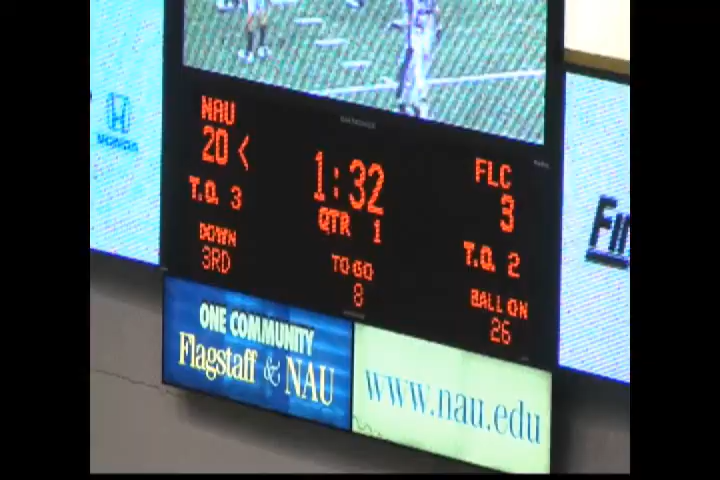 NAU
20 <
1:32
FLC
3
T.O. 3
QTR 1
T.O. 2
DOWN
3RD
TO GO
8
BALL ON
26
HONDA
ONE COMMUNITY
Flagstaff & NAU
www.nau.edu